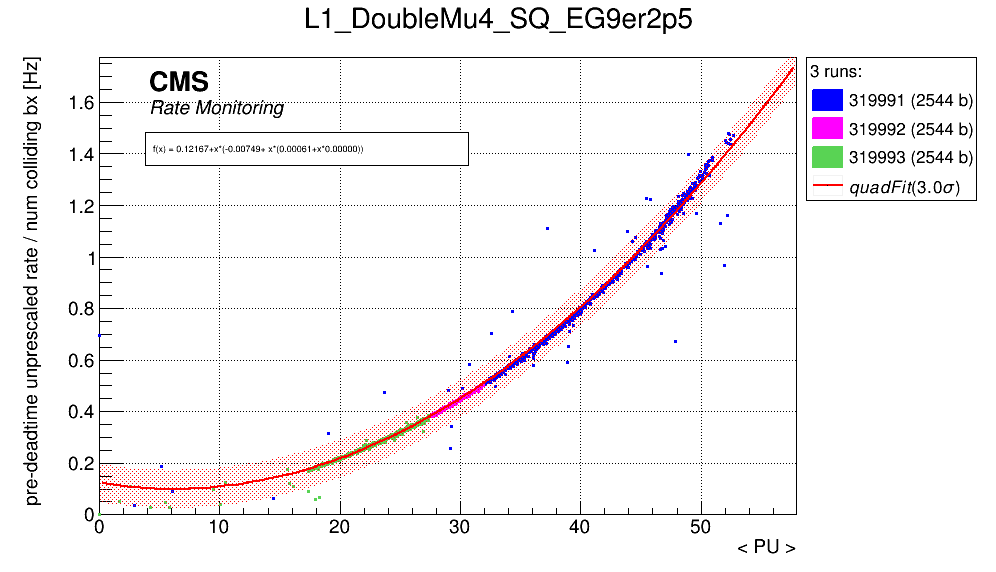 L1_DoubleMu4_SQ_EG9er2p5
pre-deadtime unprescaled rate / num colliding bx [Hz]
CMS
Rate Monitoring
f(x) = 0.12167+x*(-0.00749+ x*(0.00061+x*0.00000))
3 runs:
319991 (2544 b)
319992 (2544 b)
319993 (2544 b)
quadFit(3.0σ)
1.6
1.4
1.2
1
0.8
0.6
0.4
0.2
0
0 10 20 30 40 50
< PU >